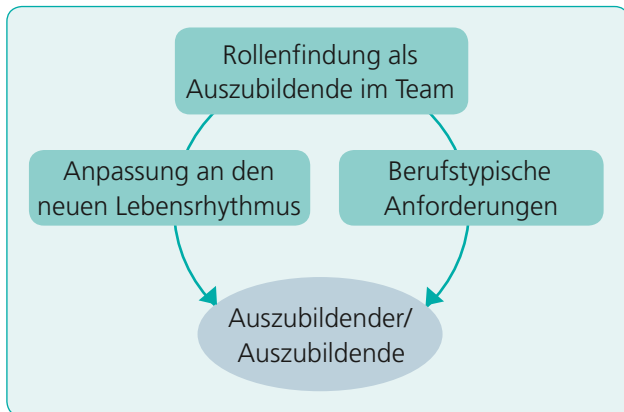 Rollenfindung als
Auszubildende im Team
Anpassung an den
neuen Lebensrhythmus
Berufstypische
Anforderungen
Auszubildender/
Auszubildende